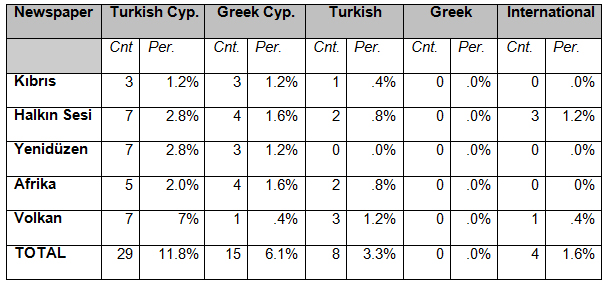 Newspaper Turkish Cyp. Greek Cyp. Turkish Greek International
Cnt Per. Cnt. Per. Cnt. Per. Cnt. Per. Cnt. Per.
Kıbrıs 3 1.2% 3 1.2% 1 .4% 0 .0% 0 .0%
Halkın Sesi 7 2.8% 4 1.6% 2 .8% 0 .0% 3 1.2%
Yenidüzen 7 2.8% 3 1.2% 0 .0% 0 .0% 0 .0%
Afrika 5 2.0% 4 1.6% 2 .8% 0 .0% 0 0%
Volkan 7 7% 1 .4% 3 1.2% 0 .0% 1 .4%
TOTAL 29 11.8% 15 6.1% 8 3.3% 0 .0% 4 1.6%